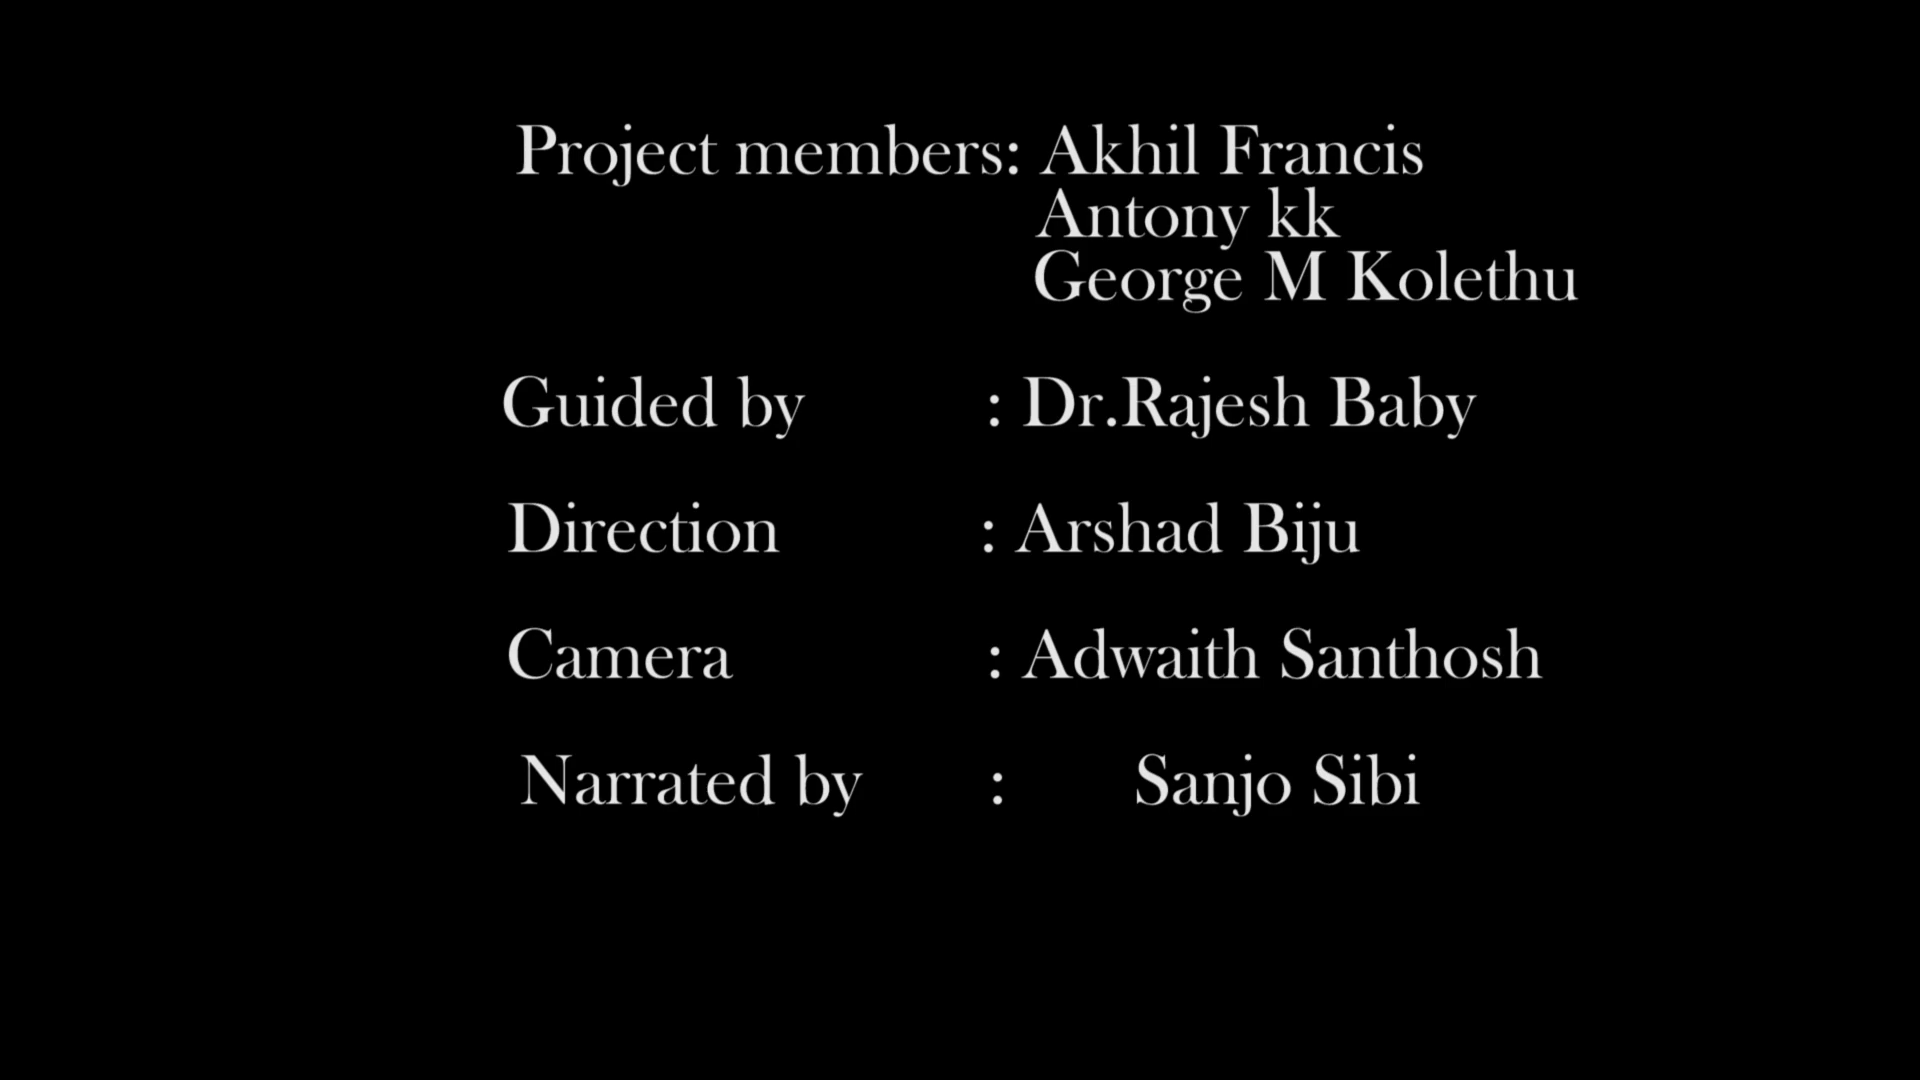 Project members: Akhil Francis
Antony kk
George M Kolethu
Guided by : Dr.Rajesh Baby
Direction : Arshad Biju
Camera : Adwaith Santhosh
Narrated by : Sanjo Sibi